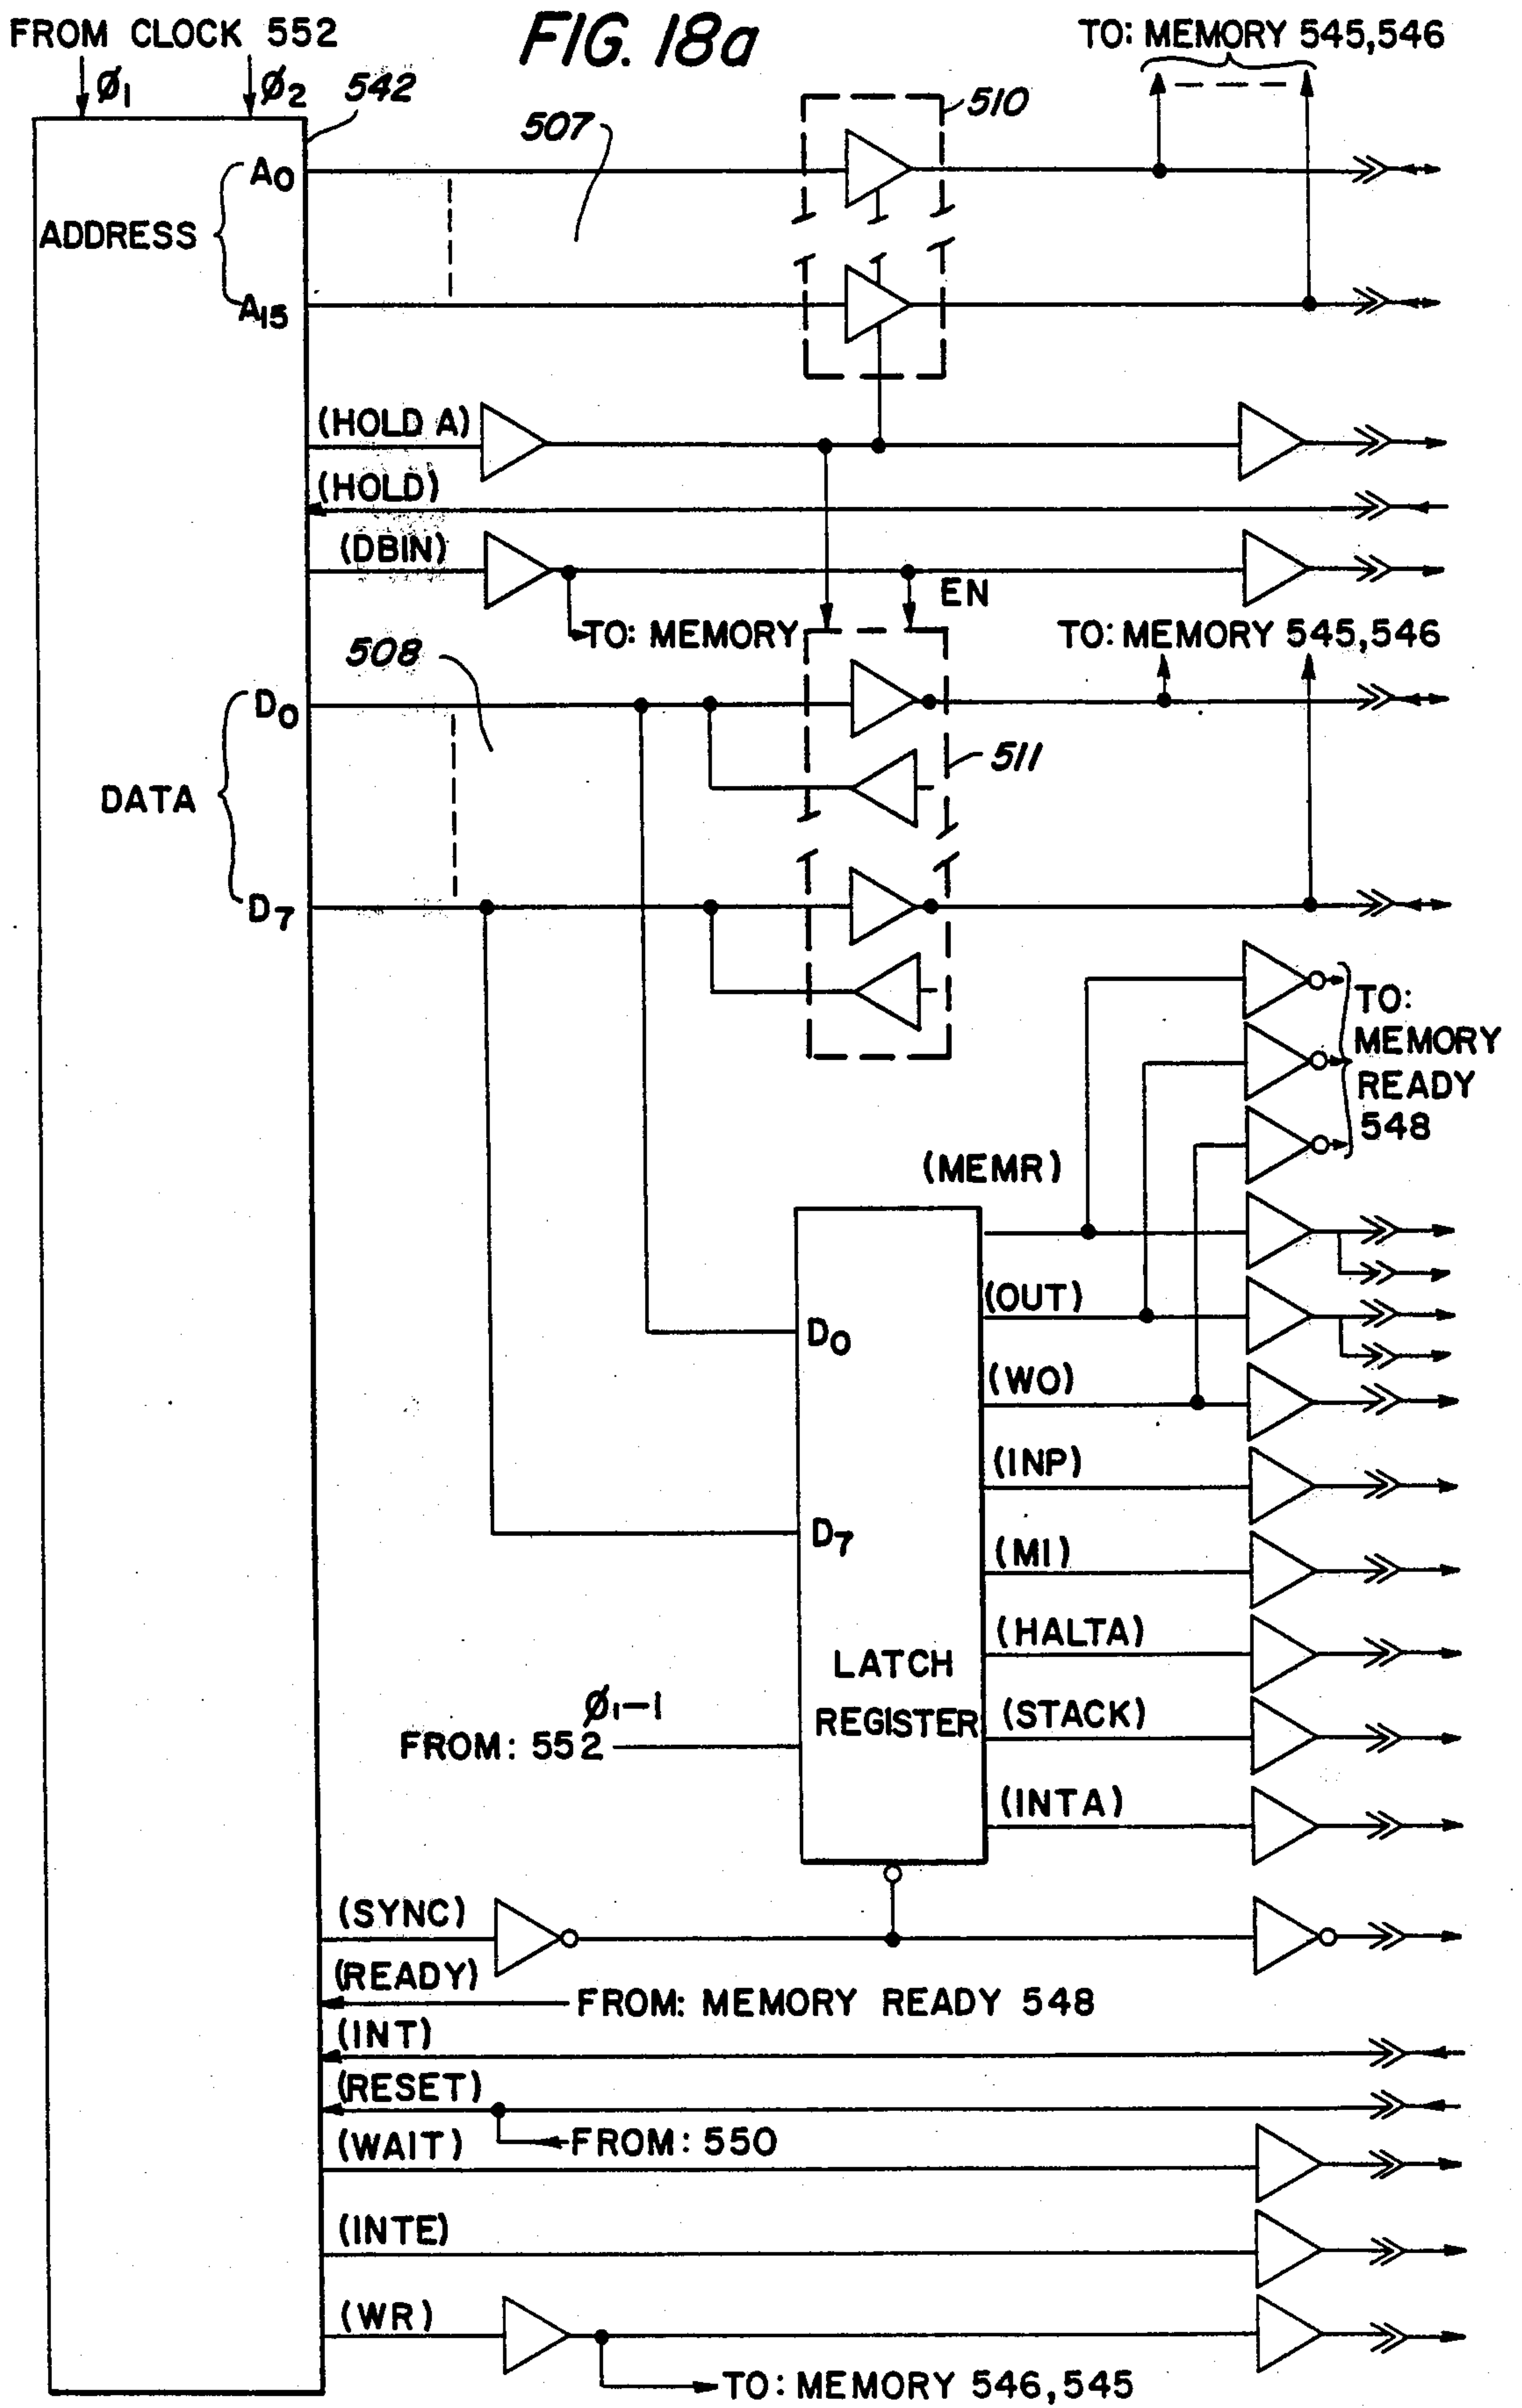 FROM CLOCK 552
FIG. 18a
TO: MEMORY 545,546
Ø1
Ø2
542
507
510
A0
ADDRESS
A15
(HOLD A)
(HOLD)
(DBIN)
EN
TO: MEMORY
TO: MEMORY 545,546
508
D0
511
DATA
D7
TO:
MEMORY
READY
548
(MEMR)
(OUT)
D0
(WO)
(INP)
D7
(MI)
(HALTA)
LATCH
REGISTER
Ø1-1
FROM: 552
(STACK)
(INTA)
(SYNC)
(READY)
FROM: MEMORY READY 548
(INT)
(RESET)
FROM: 550
(WAIT)
(INTE)
(WR)
TO: MEMORY 546,545